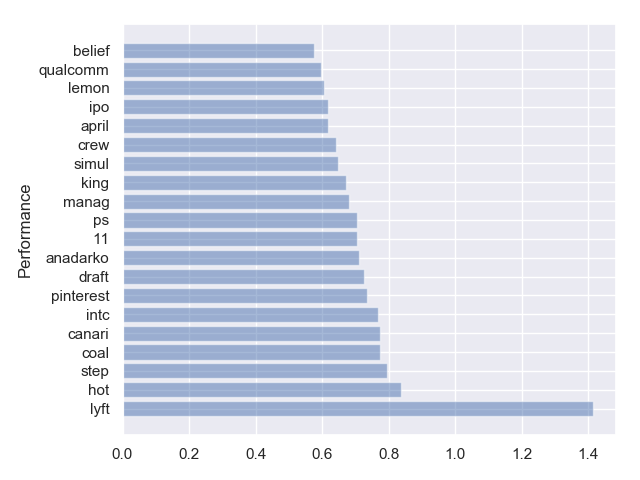 belief
qualcomm
lemon
ipo
april
crew
simul
king
manag
ps
11
anadarko
draft
pinterest
intc
canari
coal
step
hot
lyft
Performance
0.0 0.2 0.4 0.6 0.8 1.0 1.2 1.4